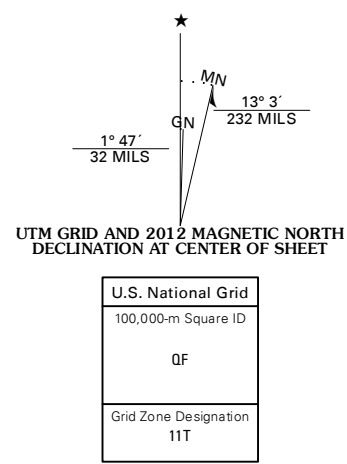 ★
MN
GN
13° 3´
232 MILS
1° 47´
32 MILS
UTM GRID AND 2012 MAGNETIC NORTH
DECLINATION AT CENTER OF SHEET
U.S. National Grid
100,000-m Square ID
QF
Grid Zone Designation
11T